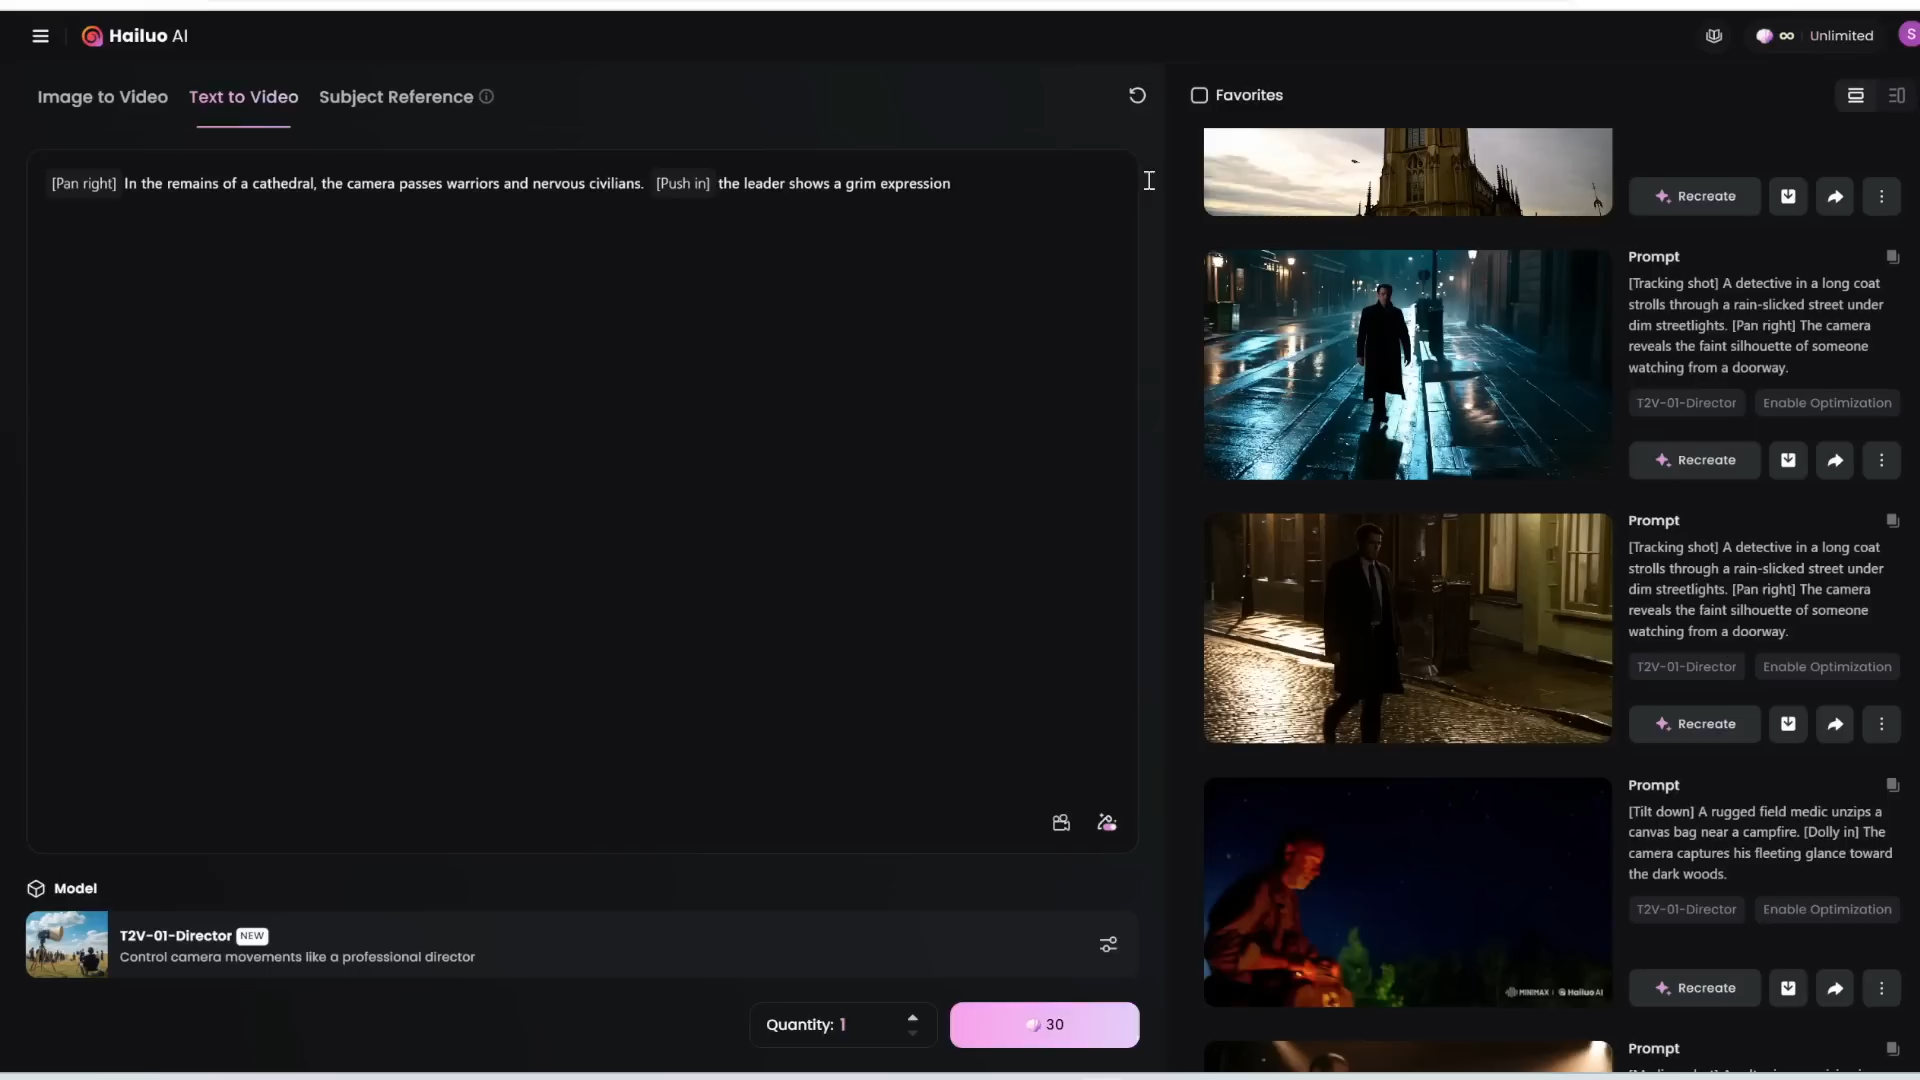 Hailuo AI
Unlimited
S
Image to Video
Text to Video
Subject Reference
Favorites
[Pan right] In the remains of a cathedral, the camera passes warriors and nervous civilians. [Push in] the leader shows a grim expression
Recreate
Prompt
[Tracking shot] A detective in a long coat
strolls through a rain-slicked street under
dim streetlights. [Pan right] The camera
reveals the faint silhouette of someone
watching from a doorway.
T2V-01-Director
Enable Optimization
Recreate
Prompt
[Tracking shot] A detective in a long coat
strolls through a rain-slicked street under
dim streetlights. [Pan right] The camera
reveals the faint silhouette of someone
watching from a doorway.
T2V-01-Director
Enable Optimization
Recreate
Prompt
[Tilt down] A rugged field medic unzips a
canvas bag near a campfire. [Dolly in] The
camera captures his fleeting glance toward
the dark woods.
T2V-01-Director
Enable Optimization
MINIMAX | Hailuo AI
Recreate
Prompt
Model
T2V-01-Director NEW
Control camera movements like a professional director
Quantity: 1
30